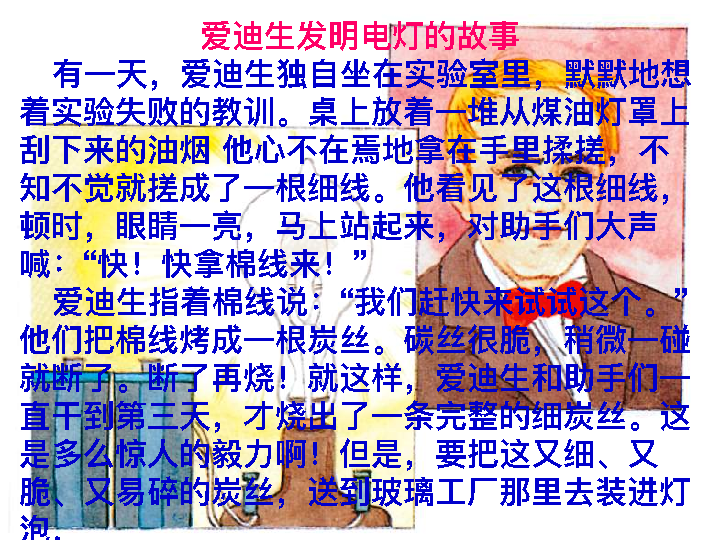 爱迪生发明电灯的故事
有一天，爱迪生独自坐在实验室里，默默地想
着实验失败的教训。桌上放着一堆从煤油灯罩上
刮下来的油烟 他心不在焉地拿在手里揉搓，不
知不觉就搓成了一根细线。他看见了这根细线，
顿时，眼睛一亮，马上站起来，对助手们大声
喊：“快！快拿棉线来！”
爱迪生指着棉线说：“我们赶快来试试这个。”
他们把棉线烤成一根炭丝。碳丝很脆，稍微一碰
就断了。断了再烧！就这样，爱迪生和助手们一
直干到第三天，才烧出了一条完整的细炭丝。这
是多么惊人的毅力啊！但是，要把这又细、又
脆、又易碎的炭丝，送到玻璃工厂那里去装进灯
泡，